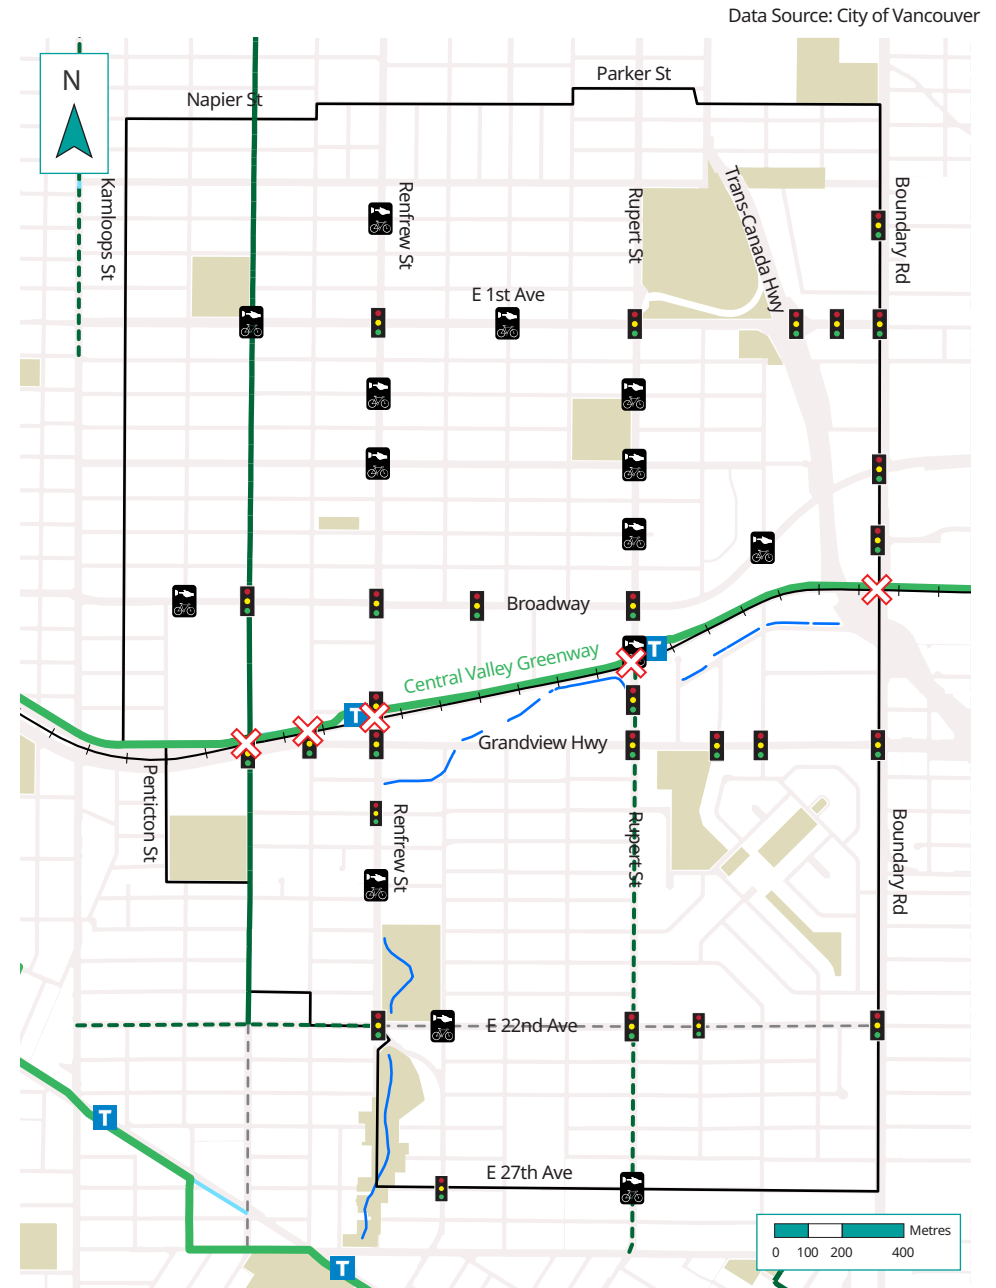 Data Source: City of Vancouver
Parker St
N
Napier St
Kamloops St
Renfrew St
Rupert St
Trans-Canada Hwy
Boundary Rd
E 1st Ave
Broadway
T
Central Valley Greenway
T
Grandview Hwy
Penticton St
Renfrew St
Rupert St
Boundary Rd
E 22nd Ave
T
E 27th Ave
Metres
0 100 200 400
T